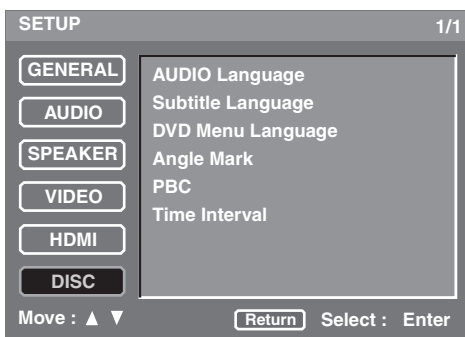 SETUP 1/1
GENERAL
AUDIO
SPEAKER
VIDEO
HDMI
DISC
AUDIO Language
Subtitle Language
DVD Menu Language
Angle Mark
PBC
Time Interval
Move : ▲ ▼ Return Select : Enter